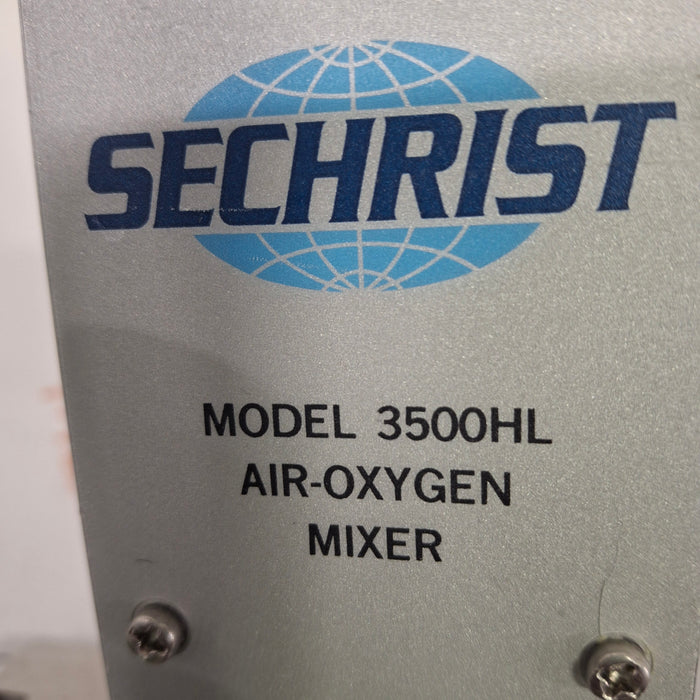 SECHRIST
MODEL 3500HL
AIR-OXYGEN
MIXER